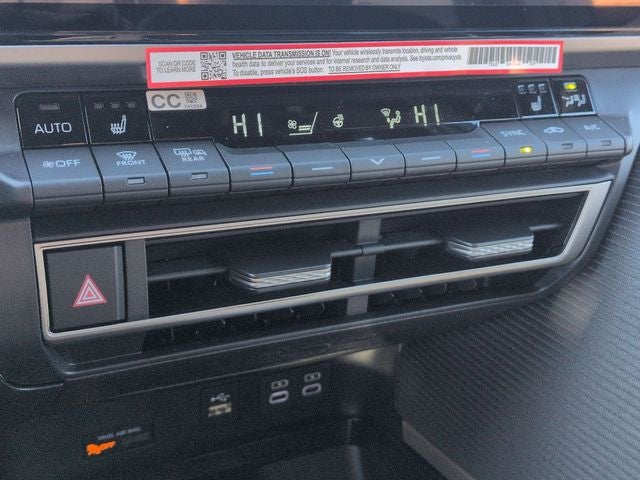 SCAN QR CODE
TO LEARN MORE
VEHICLE DATA TRANSMISSION IS ON! Your vehicle wirelessly transmits location, driving and vehicle
health data to deliver your services and for internal research and data analysis. See toyota.com/privacyvts.
To disable, press vehicle's SOS button. TO BE REMOVED BY OWNER ONLY
CC
AUTO
HI
HI
OFF
FRONT
REAR
SYNC
A/C
OFF